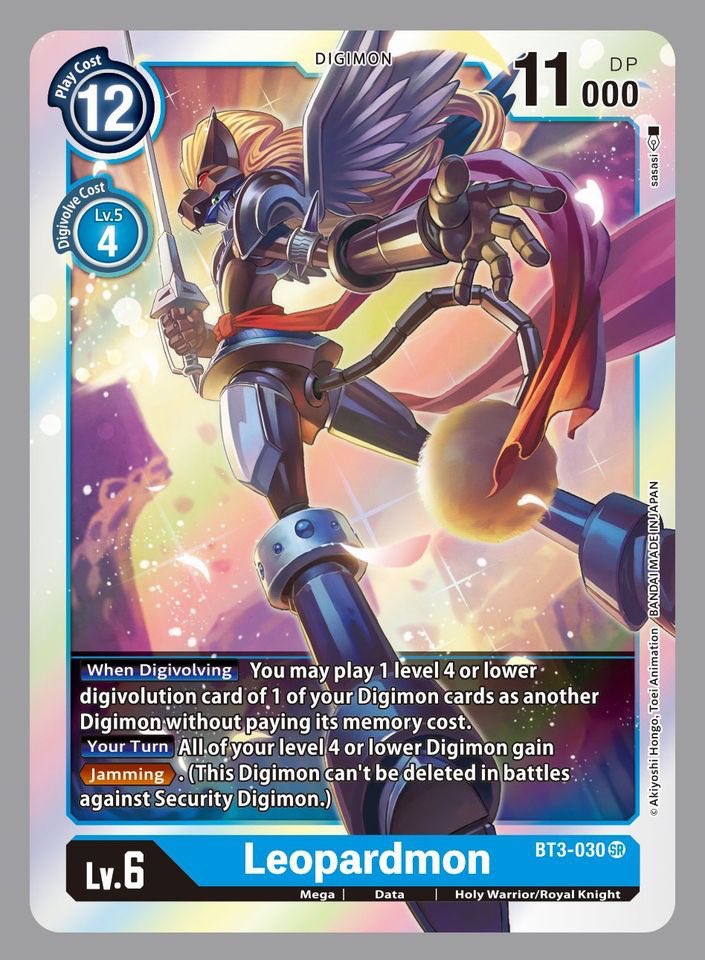 DIGIMON
Play Cost
12
11000
DP
Digivolve Cost
Lv.5
4
sasasi
When Digivolving You may play 1 level 4 or lower
digivolution card of 1 of your Digimon cards as another
Digimon without paying its memory cost.
Your Turn All of your level 4 or lower Digimon gain
Jamming. (This Digimon can't be deleted in battles
against Security Digimon.)
© Akiyoshi Hongo, Toei Animation / BANDAI MADE IN JAPAN
Lv.6
Leopardmon
BT3-030 SR
Mega | Data | Holy Warrior/Royal Knight